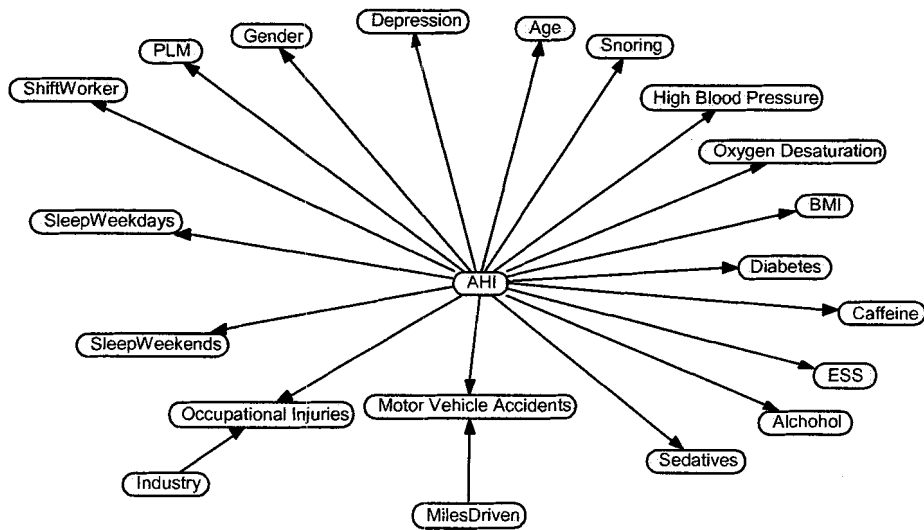 Depression
Age
Gender
Snoring
PLM
ShiftWorker
High Blood Pressure
Oxygen Desaturation
BMI
SleepWeekdays
Diabetes
AHI
Caffeine
SleepWeekends
ESS
Occupational Injuries
Motor Vehicle Accidents
Alchohol
Sedatives
Industry
MilesDriven